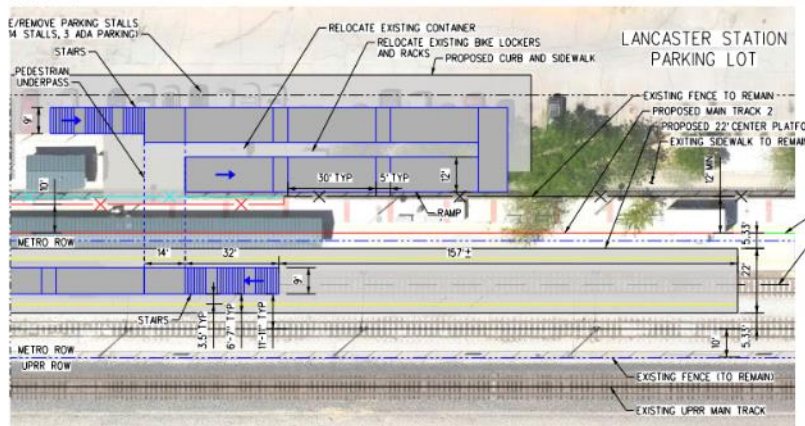 E/REMOVE PARKING STALLS
14 STALLS, 3 ADA PARKING)
STAIRS
PEDESTRIAN
UNDERPASS
RELOCATE EXISTING CONTAINER
RELOCATE EXISTING BIKE LOCKERS
AND RACKS
PROPOSED CURB AND SIDEWALK
LANCASTER STATION
PARKING LOT
EXISTING FENCE TO REMAIN
PROPOSED MAIN TRACK 2
PROPOSED 22' CENTER PLATFO
EXITING SIDEWALK TO REMAIN
9'
10'
30' TYP
5' TYP
12'
12' MIN
RAMP
METRO ROW
14'
32'
157'±
5.33'
22'
9'
STAIRS
3.5' TYP
6'-7" TYP
11'-11" TYP
10'
5.33'
METRO ROW
UPRR ROW
EXISTING FENCE (TO REMAIN)
EXISTING UPRR MAIN TRACK